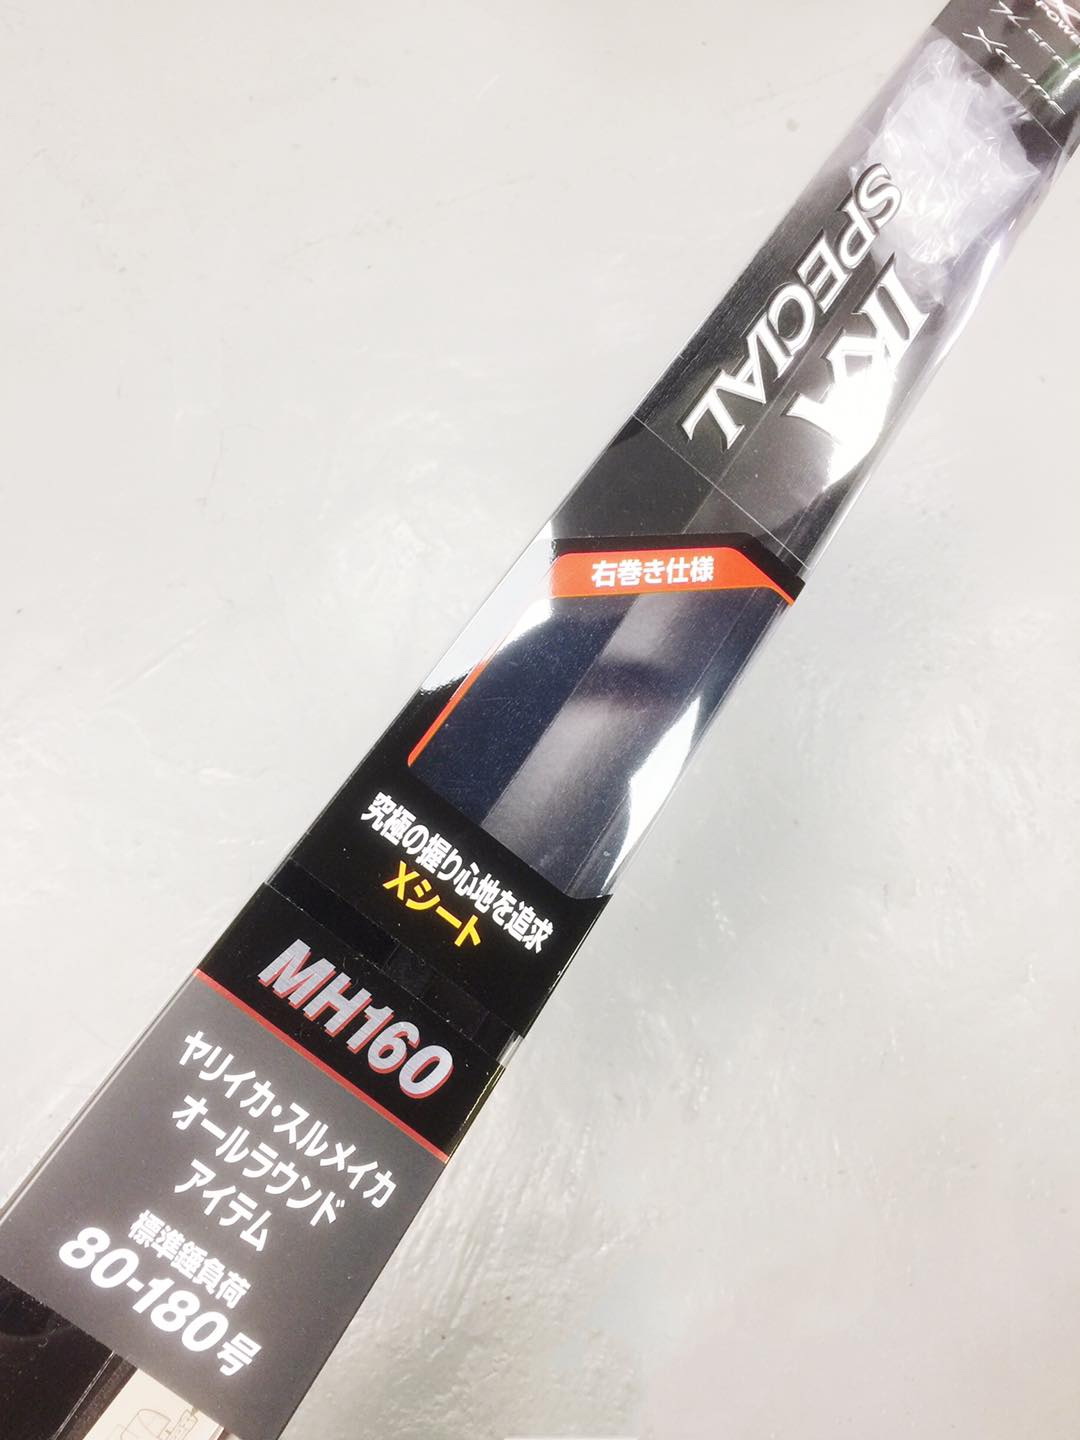 IKA
SPECIAL
右巻き仕様
究極の握り心地を追求
Xシート
MH160
ヤリイカ・スルメイカ
オールラウンド
アイテム
標準錘負荷
80-180号